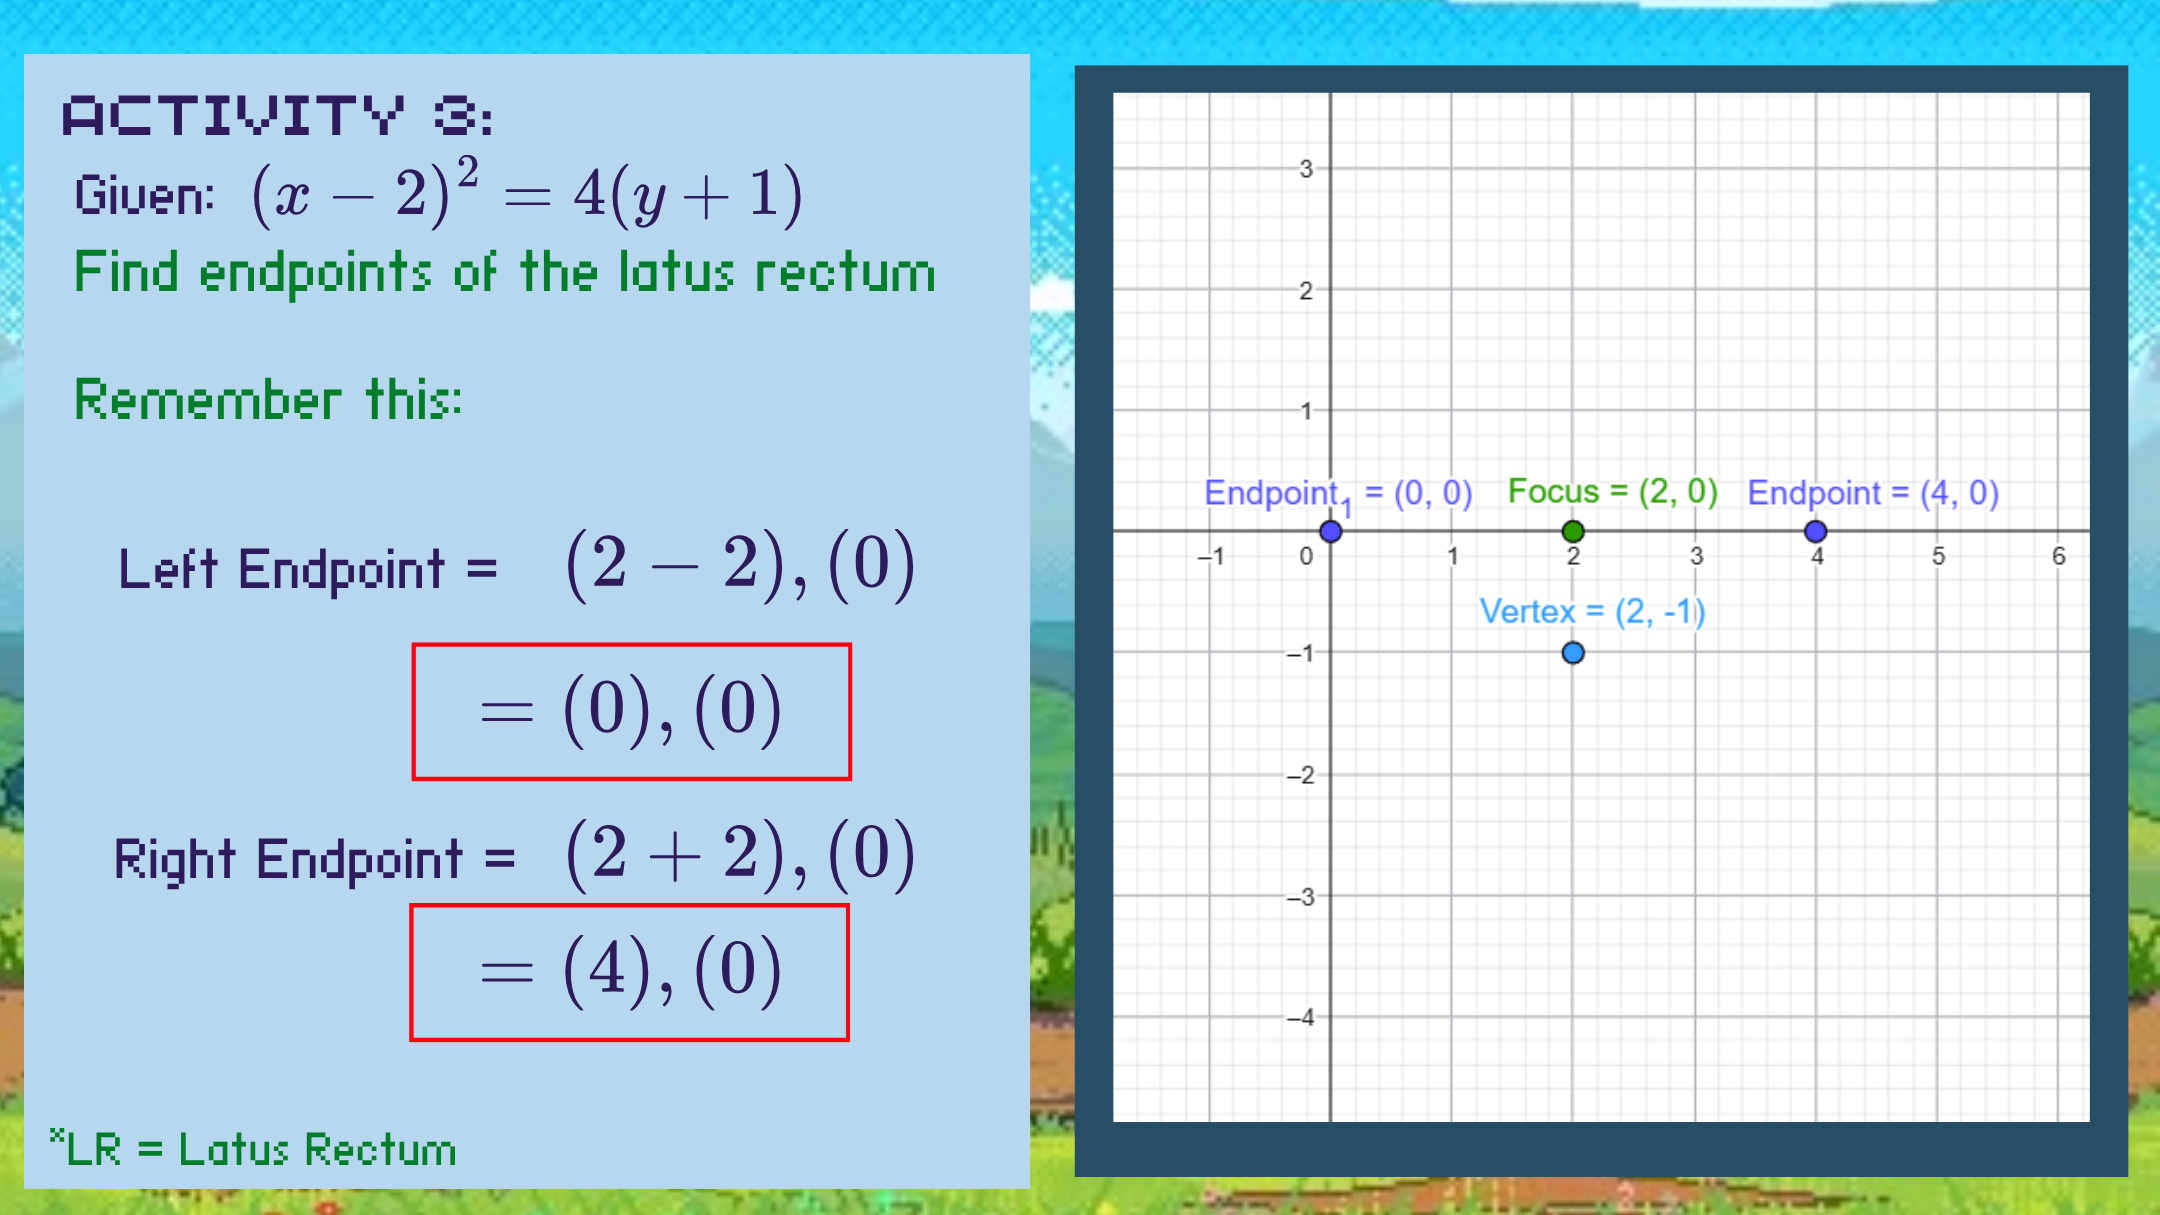 ACTIVITY 3:
Given: (x − 2)² = 4(y + 1)
Find endpoints of the latus rectum
Remember this:
Left Endpoint = (2 − 2), (0)
= (0), (0)
Right Endpoint = (2 + 2), (0)
= (4), (0)
*LR = Latus Rectum
3
2
1
Endpoint₁ = (0, 0) Focus = (2, 0) Endpoint = (4, 0)
–1 0 1 2 3 4 5 6
Vertex = (2, -1)
–1
–2
–3
–4